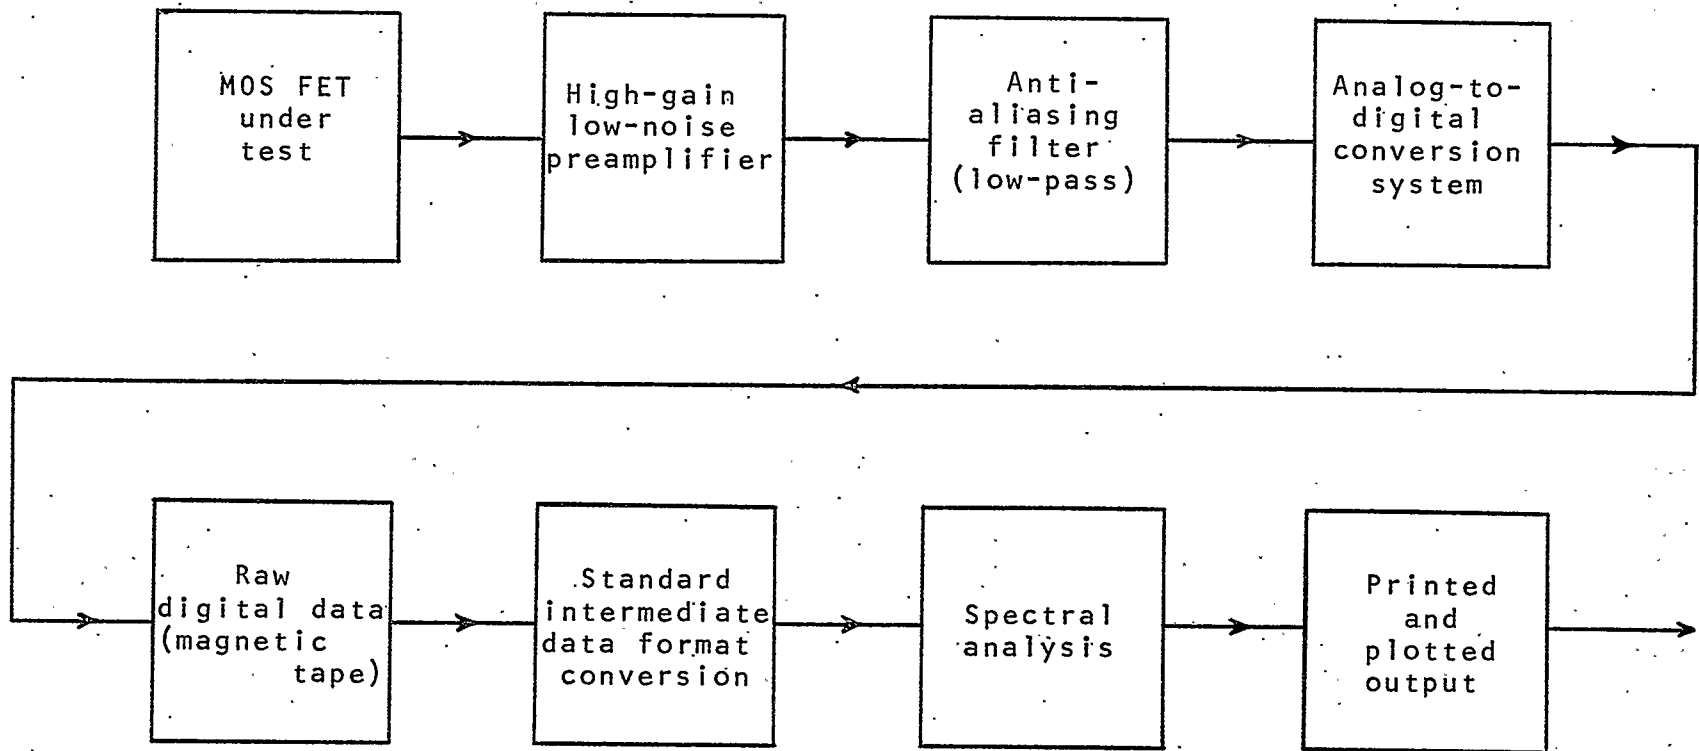 MOS FET
under
test
High-gain
low-noise
preamplifier
Anti-
aliasing
filter
(low-pass)
Analog-to-
digital
conversion
system
Raw
digital data
(magnetic
tape)
Standard
intermediate
data format
conversion
Spectral
analysis
Printed
and
plotted
output